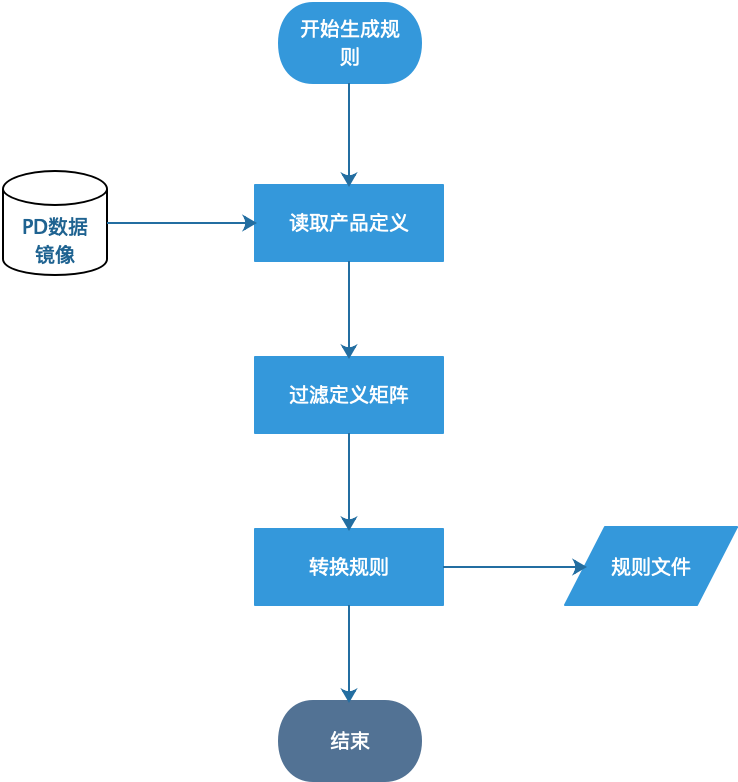 开始生成规
则
PD数据
镜像
读取产品定义
过滤定义矩阵
转换规则
规则文件
结束